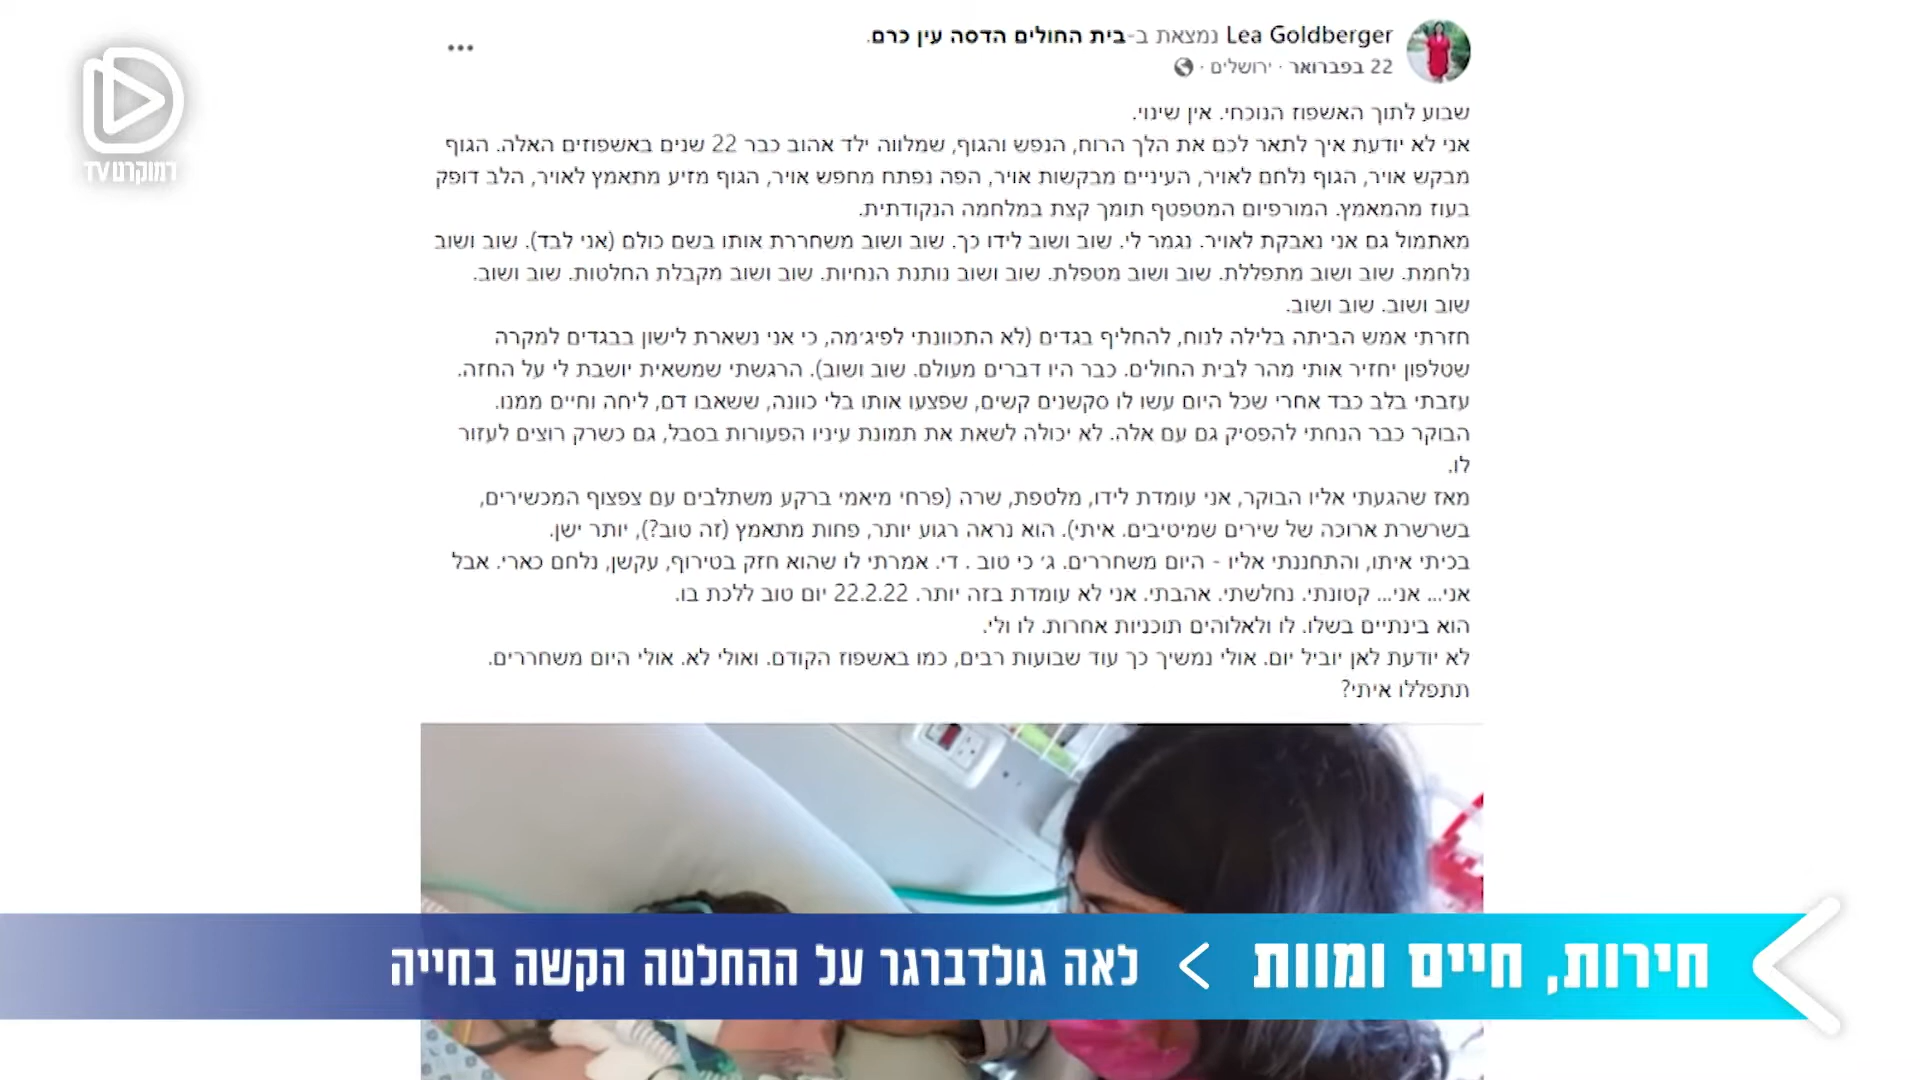 Lea Goldberger נמצאת ב-בית החולים הדסה עין כרם.
22 בפברואר · ירושלים ·
שבוע לתוך האשפוז הנוכחי. אין שינוי.
אני לא יודעת איך לתאר לכם את הלך הרוח, הנפש והגוף, שמלווה ילד אהוב כבר 22 שנים באשפוזים האלה. הגוף
מבקש אויר, הגוף נלחם לאויר, העיניים מבקשות אויר, הפה נפתח מחפש אויר, הגוף מזיע מתאמץ לאויר, הלב דופק
בעוז מהמאמץ. המורפיום המטפטף תומך קצת במלחמה הנקודתית.
מאתמול גם אני נאבקת לאויר. נגמר לי. שוב ושוב לידו כך. שוב ושוב משחררת אותו בשם כולם (אני לבד). שוב ושוב
נלחמת. שוב ושוב מתפללת. שוב ושוב מטפלת. שוב ושוב נותנת הנחיות. שוב ושוב מקבלת החלטות. שוב ושוב.
שוב ושוב. שוב ושוב.
חזרתי אמש הביתה בלילה לנוח, להחליף בגדים (לא התכוונתי לפיג׳מה, כי אני נשארת לישון בבגדים למקרה
שטלפון יחזיר אותי מהר לבית החולים. כבר היו דברים מעולם. שוב ושוב). הרגשתי שמשאית יושבת לי על החזה.
עזבתי בלב כבד אחרי שכל היום עשו לו סקשנים קשים, שפצעו אותו בלי כוונה, ששאבו דם, ליחה וחיים ממנו.
הבוקר כבר הנחתי להפסיק גם עם אלה. לא יכולה לשאת את תמונת עיניו הפעורות בסבל, גם כשרק רוצים לעזור
לו.
מאז שהגעתי אליו הבוקר, אני עומדת לידו, מלטפת, שרה (פרחי מיאמי ברקע משתלבים עם צפצוף המכשירים,
בשרשרת ארוכה של שירים שמיטיבים. איתי). הוא נראה רגוע יותר, פחות מתאמץ (זה טוב?), יותר ישן.
בכיתי איתו, והתחננתי אליו - היום משחררים. ג׳ כי טוב . די. אמרתי לו שהוא חזק בטירוף, עקשן, נלחם כארי. אבל
אני... אני... קטונתי. נחלשתי. אהבתי. אני לא עומדת בזה יותר. 22.2.22 יום טוב ללכת בו.
הוא בינתיים בשלו. לו ולאלוהים תוכניות אחרות. לו ולי.
לא יודעת לאן יוביל יום. אולי נמשיך כך עוד שבועות רבים, כמו באשפוז הקודם. ואולי לא. אולי היום משחררים.
תתפללו איתי?
דמוקרט TV
חירות, חיים ומוות > לאה גולדברגר על ההחלטה הקשה בחייה